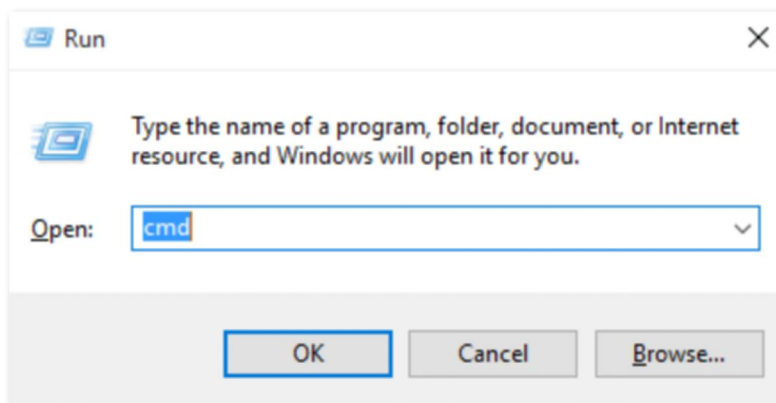 Run
Type the name of a program, folder, document, or Internet
resource, and Windows will open it for you.
Open: cmd
OK Cancel Browse...